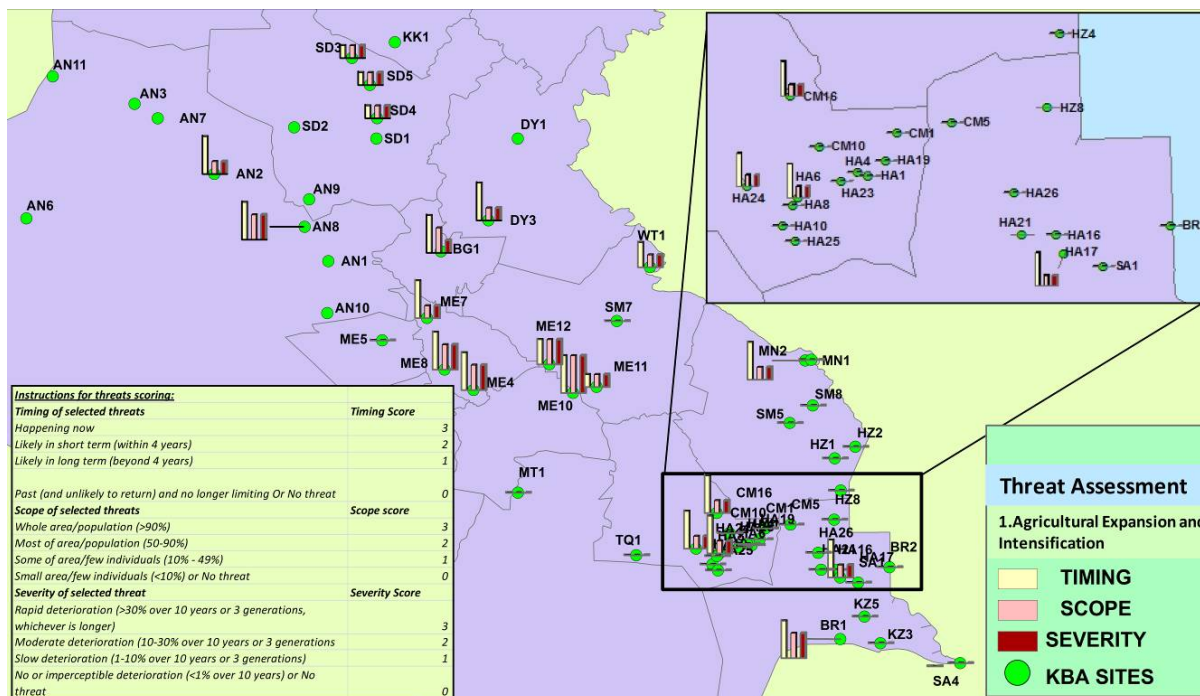 SD3
KK1
AN11
SD5
AN3
AN7
SD4
SD2
SD1
DY1
AN2
AN9
AN6
AN8
DY3
BG1
WT1
AN1
ME7
AN10
SM7
ME5
ME12
ME8
ME4
ME11
ME10
MN2
MN1
SM8
SM5
HZ2
HZ1
MT1
HZ8
CM16
CM10
CM1
CM5
HA19
HA26
HA25
HA16
BR2
TQ1
KZ5
BR1
KZ3
SA4
HZ4
CM16
HZ8
CM1
CM5
CM10
HA4
HA19
HA6
HA1
HA24
HA23
HA8
HA26
HA10
HA21
HA16
BR
HA25
HA17
SA1
Instructions for threats scoring:
Timing of selected threats Timing Score
Happening now 3
Likely in short term (within 4 years) 2
Likely in long term (beyond 4 years) 1
Past (and unlikely to return) and no longer limiting Or No threat 0
Scope of selected threats Scope score
Whole area/population (>90%) 3
Most of area/population (50-90%) 2
Some of area/few individuals (10% - 49%) 1
Small area/few individuals (<10%) or No threat 0
Severity of selected threat Severity Score
Rapid deterioration (>30% over 10 years or 3 generations,
whichever is longer) 3
Moderate deterioration (10-30% over 10 years or 3 generations 2
Slow deterioration (1-10% over 10 years or 3 generations) 1
No or imperceptible deterioration (<1% over 10 years) or No
threat 0
Threat Assessment
1.Agricultural Expansion and
Intensification
TIMING
SCOPE
SEVERITY
KBA SITES